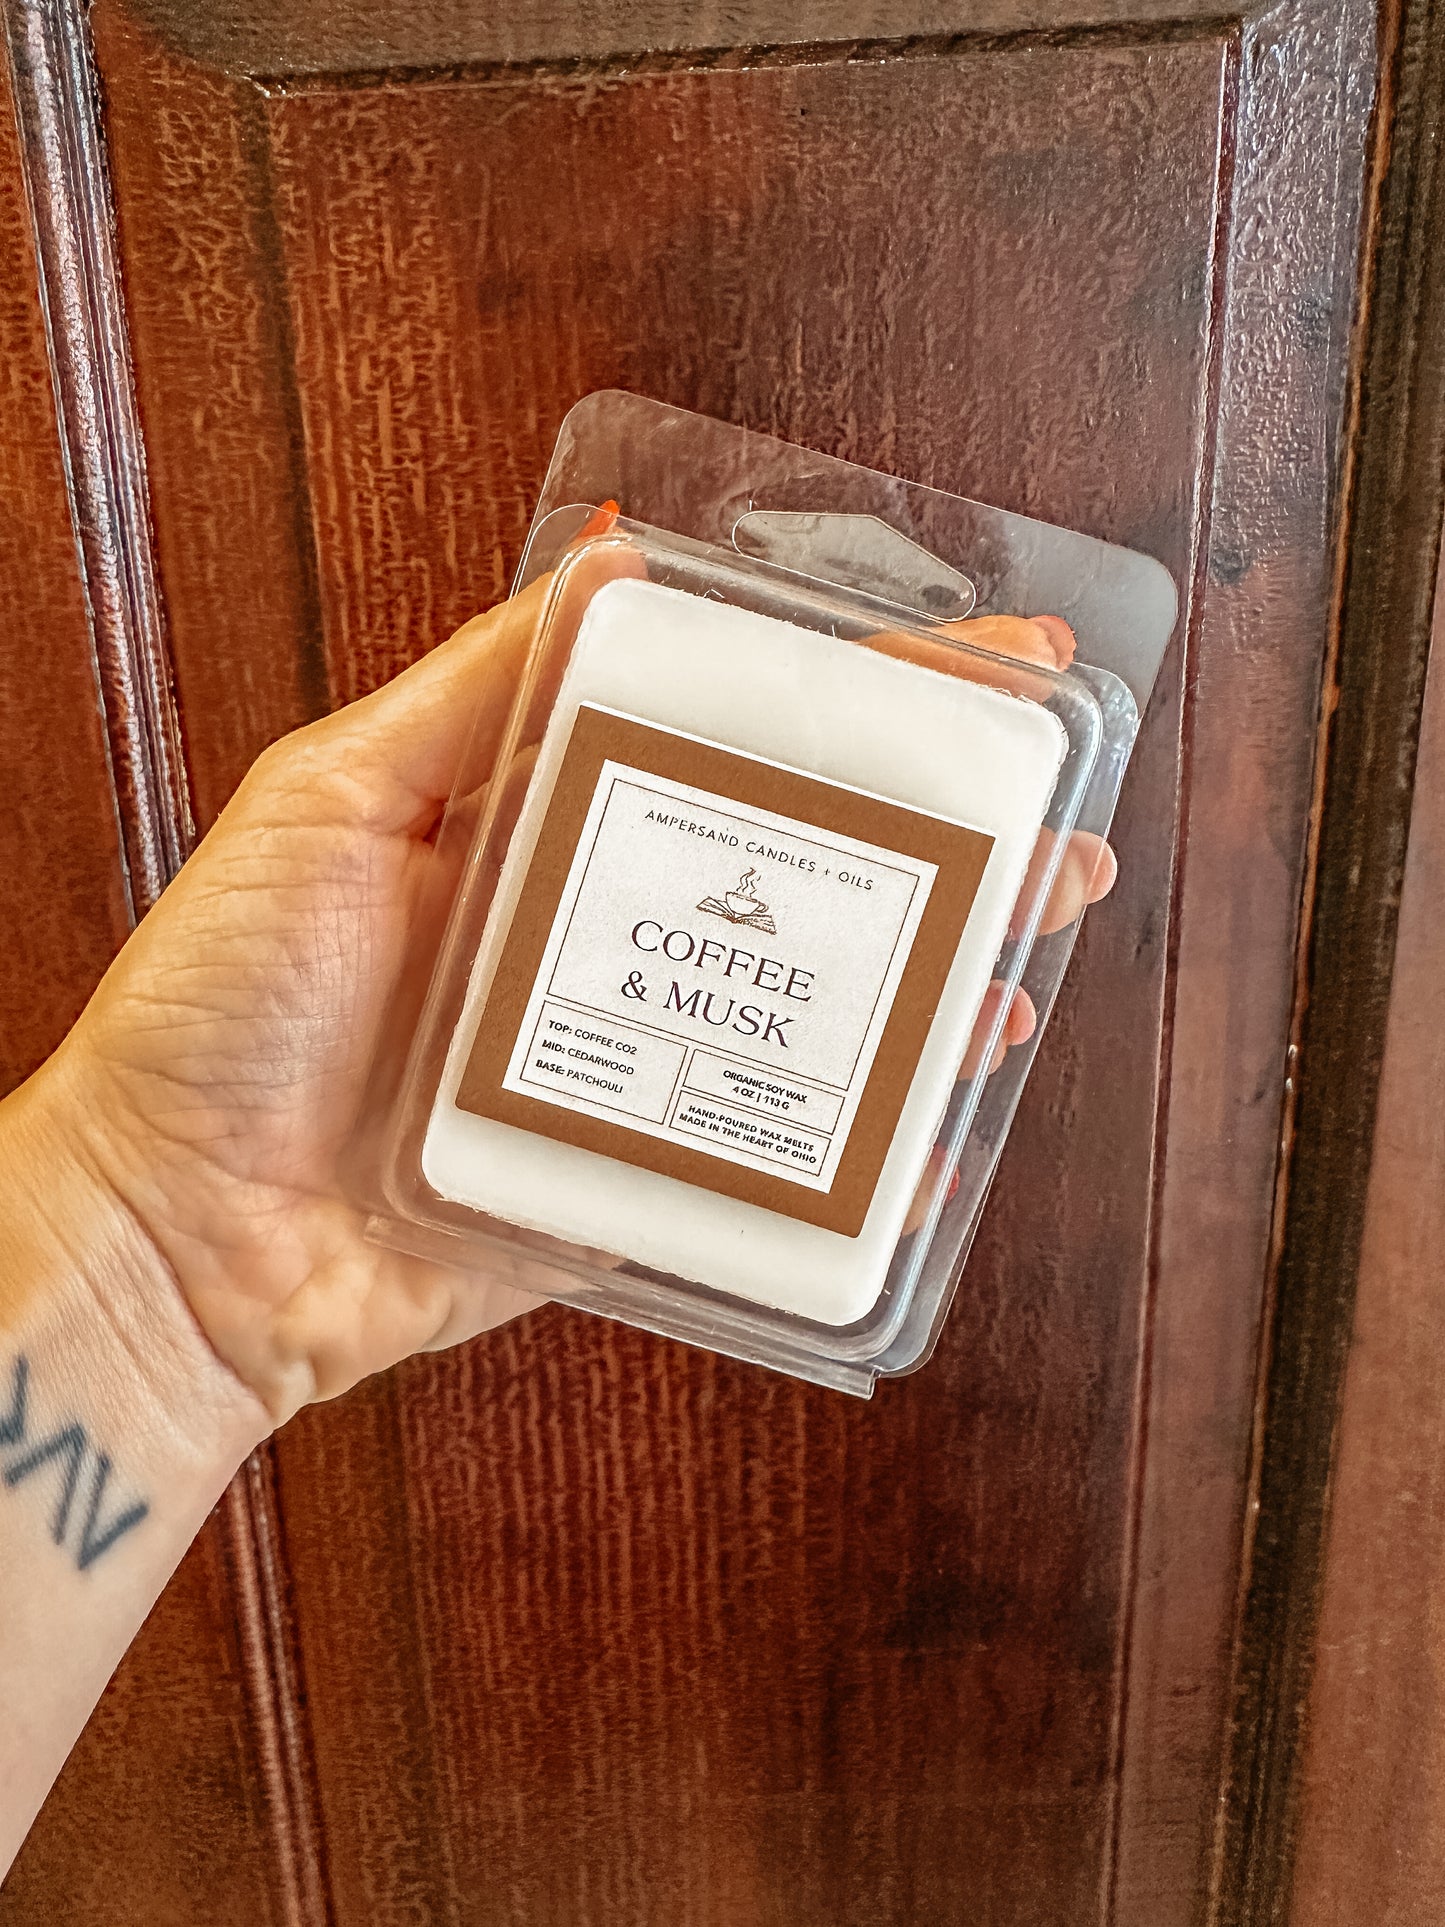 AMPERSAND CANDLES + OILS
COFFEE
& MUSK
TOP: COFFEE CO2
MID: CEDARWOOD
BASE: PATCHOULI
ORGANIC SOY WAX
4 OZ | 113 G
HAND-POURED WAX MELTS
MADE IN THE HEART OF OHIO